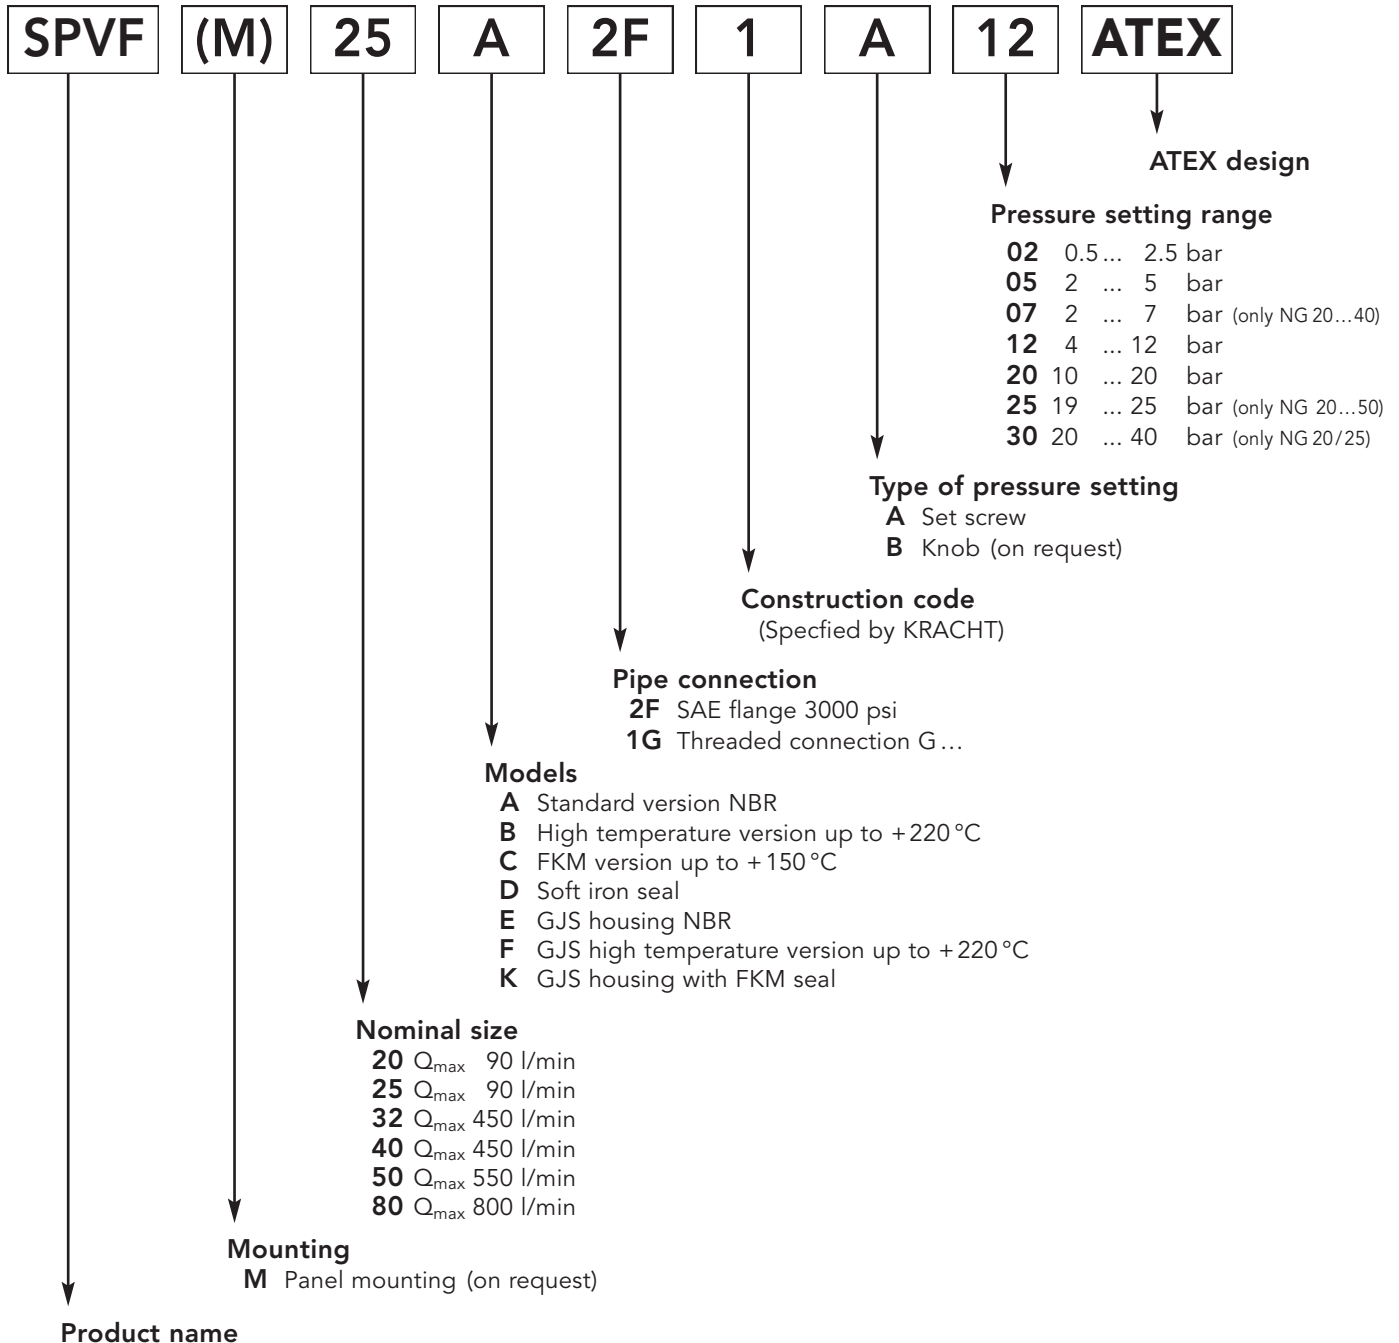 SPVF (M) 25 A 2F 1 A 12 ATEX
ATEX design
Pressure setting range
02 0.5 ... 2.5 bar
05 2 ... 5 bar
07 2 ... 7 bar (only NG 20...40)
12 4 ... 12 bar
20 10 ... 20 bar
25 19 ... 25 bar (only NG 20...50)
30 20 ... 40 bar (only NG 20/25)
Type of pressure setting
A Set screw
B Knob (on request)
Construction code
(Specfied by KRACHT)
Pipe connection
2F SAE flange 3000 psi
1G Threaded connection G...
Models
A Standard version NBR
B High temperature version up to +220 °C
C FKM version up to +150 °C
D Soft iron seal
E GJS housing NBR
F GJS high temperature version up to +220 °C
K GJS housing with FKM seal
Nominal size
20 Qmax 90 l/min
25 Qmax 90 l/min
32 Qmax 450 l/min
40 Qmax 450 l/min
50 Qmax 550 l/min
80 Qmax 800 l/min
Mounting
M Panel mounting (on request)
Product name